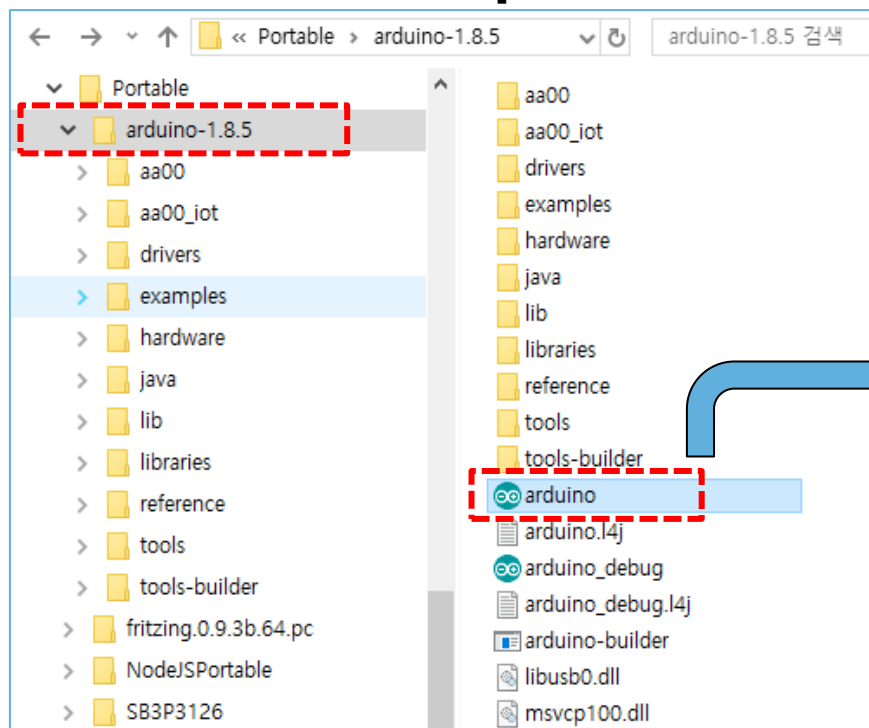 « Portable > arduino-1.8.5
arduino-1.8.5 검색
Portable
arduino-1.8.5
aa00
aa00_iot
drivers
examples
hardware
java
lib
libraries
reference
tools
tools-builder
fritzing.0.9.3b.64.pc
NodeJSPortable
SB3P3126
aa00
aa00_iot
drivers
examples
hardware
java
lib
libraries
reference
tools
tools-builder
arduino
arduino.l4j
arduino_debug
arduino_debug.l4j
arduino-builder
libusb0.dll
msvcp100.dll